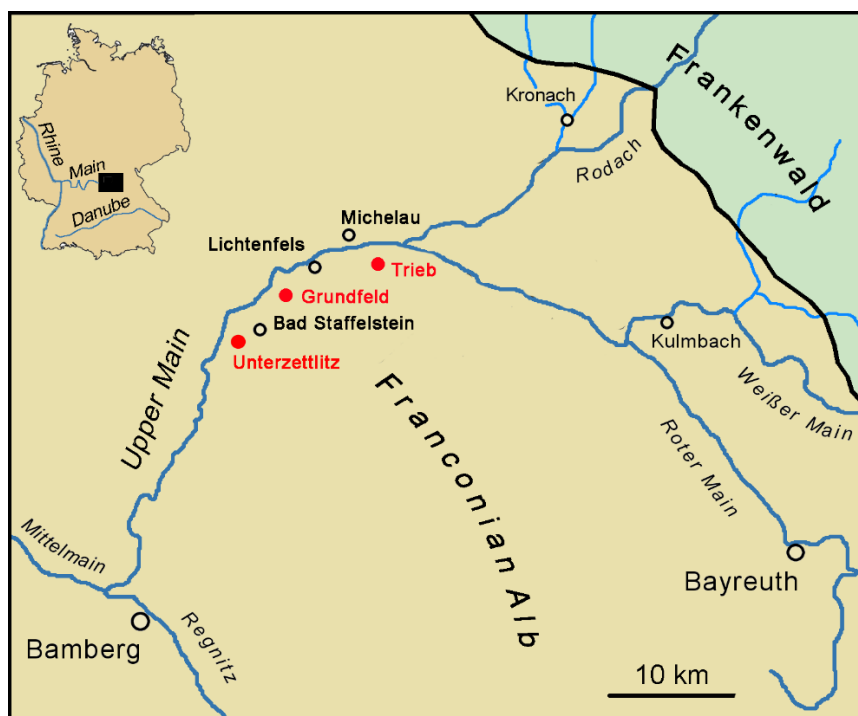 Rhine
Main
Danube
Frankenwald
Kronach
Rodach
Michelau
Lichtenfels
Trieb
Grundfeld
Bad Staffelstein
Unterzettlitz
Kulmbach
Upper Main
Weißer Main
Franconian Alb
Roter Main
Mittelmain
Bayreuth
Regnitz
Bamberg
10 km